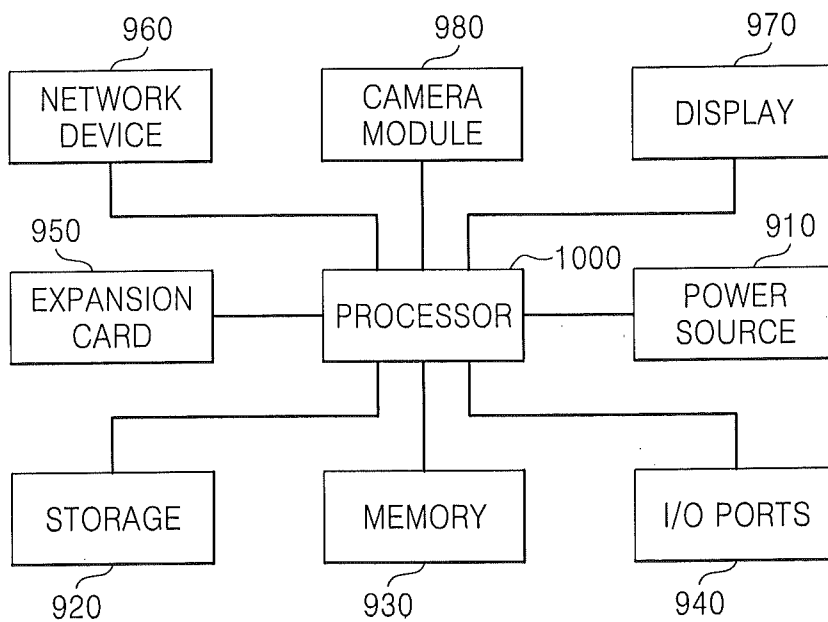 960
980
970
NETWORK
DEVICE
CAMERA
MODULE
DISPLAY
950
1000
910
EXPANSION
CARD
PROCESSOR
POWER
SOURCE
STORAGE
MEMORY
I/O PORTS
920
930
940